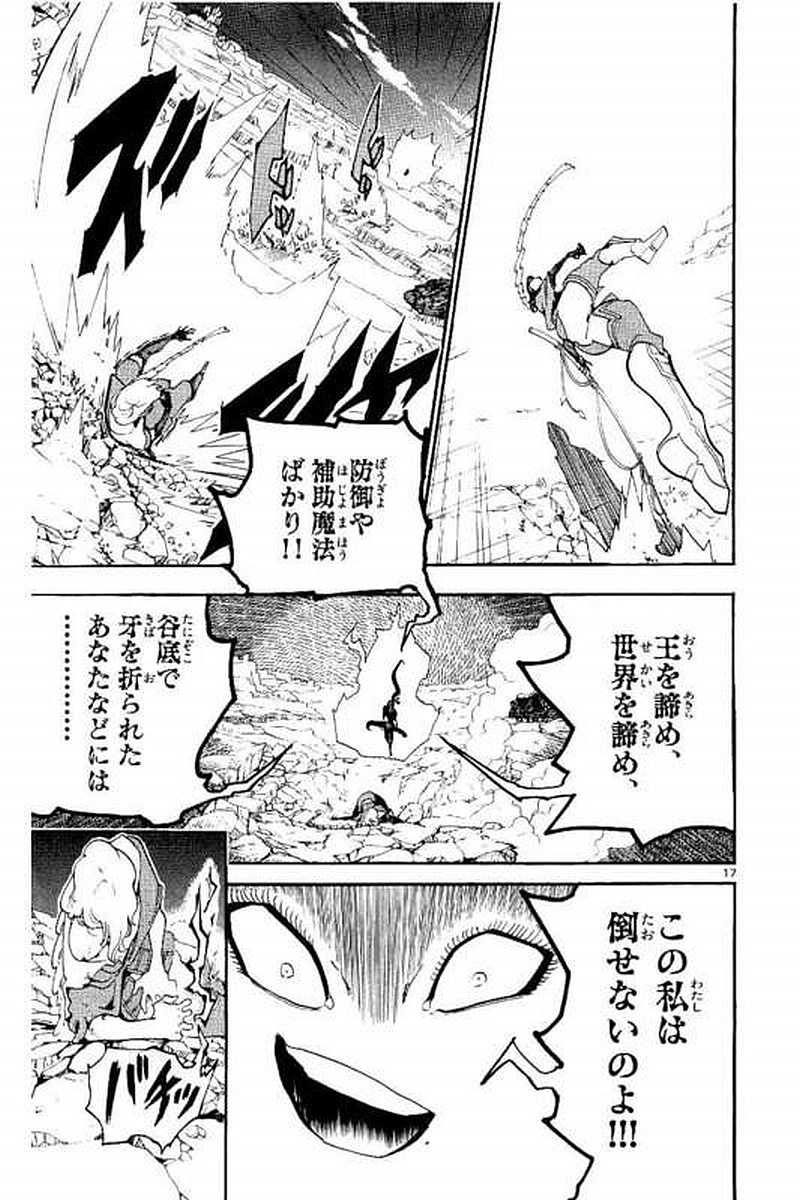 防御や
補助魔法
ばかり!!
王を諦め、
世界を諦め、
谷底で
牙を折られた
あなたなどには
………
17
この私は
倒せないのよ!!!
バチバチッ